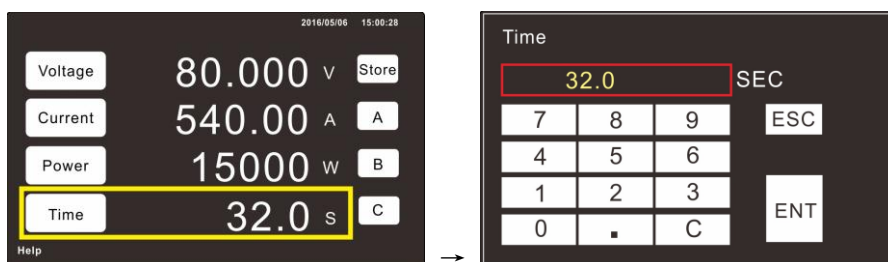 2016/05/06 15:00:28
Voltage 80.000 V Store
Current 540.00 A A
Power 15000 W B
Time 32.0 S C
Help
→
Time
32.0 SEC
7 8 9 ESC
4 5 6
1 2 3 ENT
0 . C